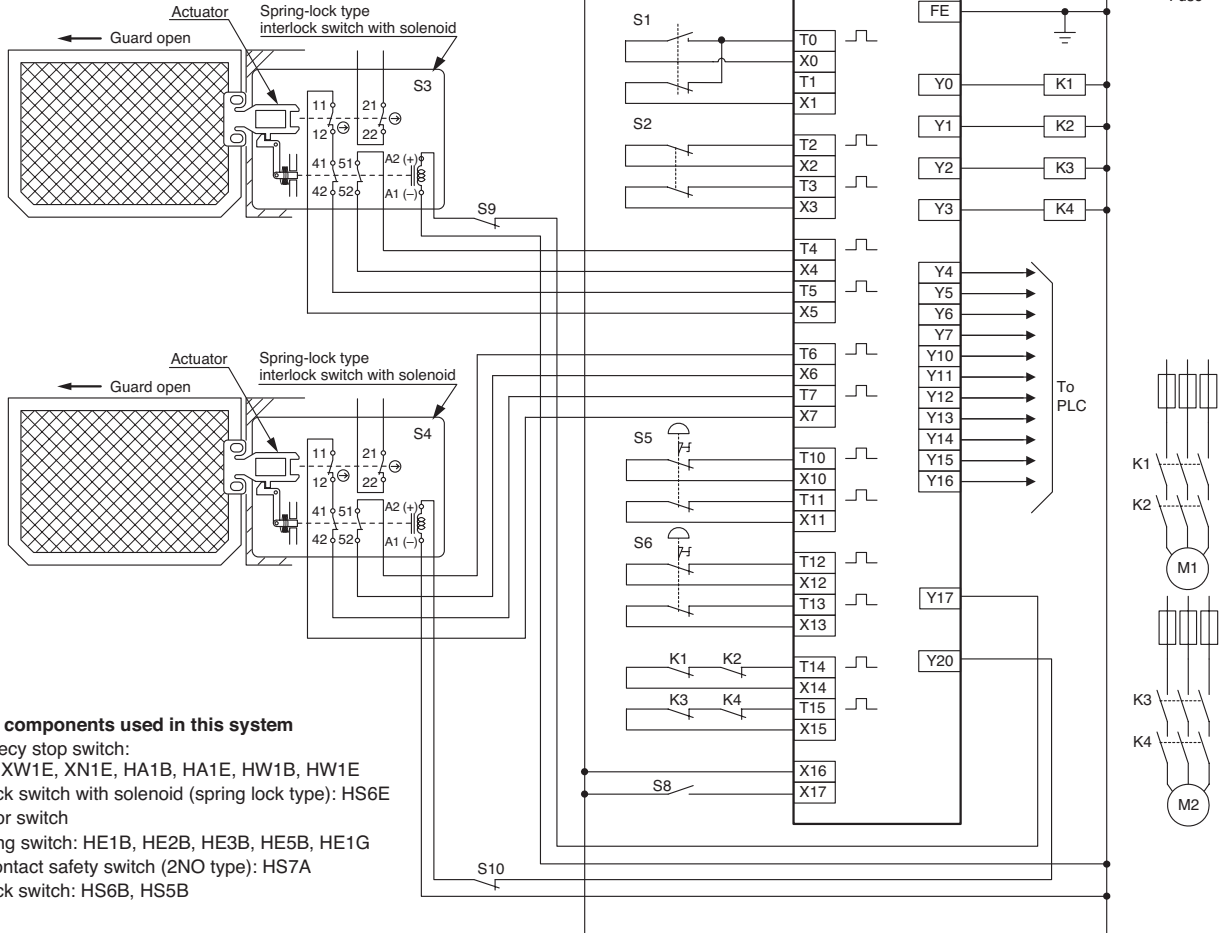 Actuator
Spring-lock type
interlock switch with solenoid
Guard open
S3
11
21
12
22
41 51
A2 (+)
42 52
A1 (–)
S9
Actuator
Spring-lock type
interlock switch with solenoid
Guard open
S4
11
21
12
22
41 51
A2 (+)
42 52
A1 (–)
S10
components used in this system
ecy stop switch:
XW1E, XN1E, HA1B, HA1E, HW1B, HW1E
ck switch with solenoid (spring lock type): HS6E
or switch
ng switch: HE1B, HE2B, HE3B, HE5B, HE1G
ontact safety switch (2NO type): HS7A
ck switch: HS6B, HS5B
S1
T0
X0
T1
X1
S2
T2
X2
T3
X3
T4
X4
T5
X5
T6
X6
T7
X7
S5
T10
X10
T11
X11
S6
T12
X12
T13
X13
K1 K2
T14
X14
K3 K4
T15
X15
X16
S8
X17
FE
Y0 K1
Y1 K2
Y2 K3
Y3 K4
Y4
Y5
Y6
Y7
Y10
Y11
Y12
Y13
Y14
Y15
Y16
To
PLC
Y17
Y20
K1
K2
M1
K3
K4
M2